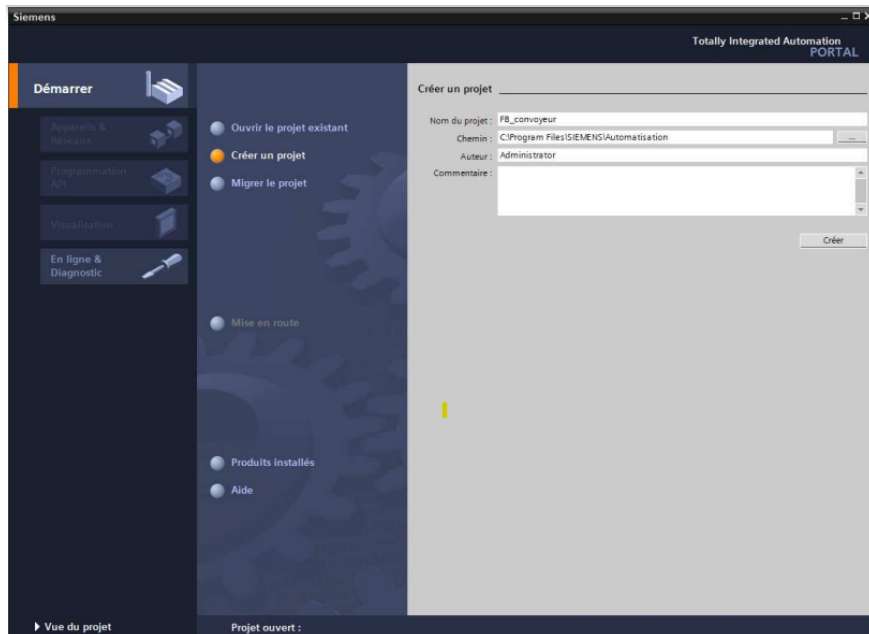 Siemens
Totally Integrated Automation
PORTAL
Démarrer
Appareils &
Réseaux
Programmation
API
Visualisation
En ligne &
Diagnostic
Ouvrir le projet existant
Créer un projet
Migrer le projet
Mise en route
Produits installés
Aide
Créer un projet
Nom du projet : FB_convoyeur
Chemin : C:\Program Files\SIEMENS\Automatisation
...
Auteur : Administrator
Commentaire :
Créer
Vue du projet
Projet ouvert :